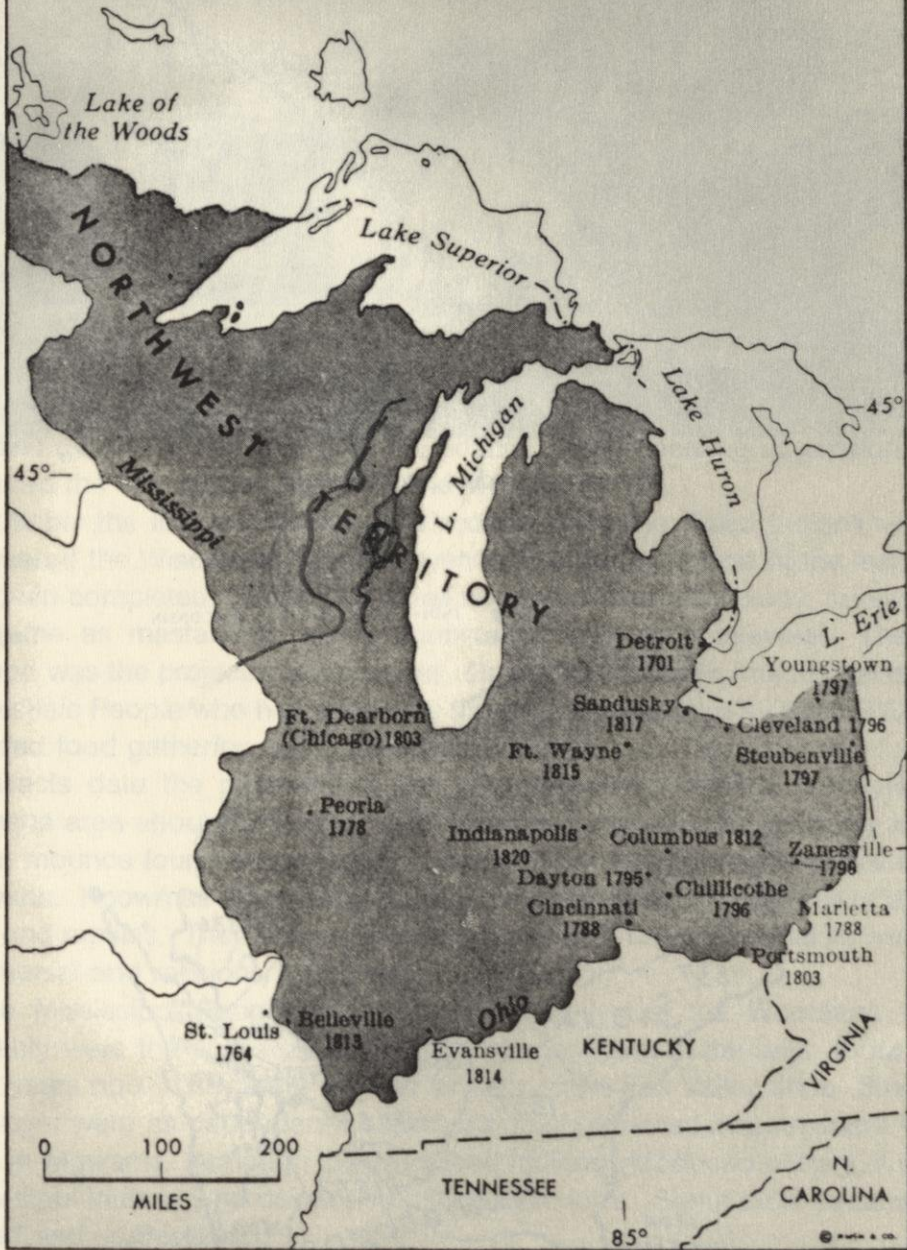 Lake of
the Woods
NORTHWEST
Lake Superior
Lake Huron
45°
L. Michigan
45°
Mississippi
TERRITORY
L. Erie
Detroit
1701
Youngstown
1797
Sandusky
1817
Cleveland 1796
Ft. Dearborn
(Chicago) 1803
Ft. Wayne
1815
Steubenville
1797
Peoria
1778
Indianapolis
1820
Columbus 1812
Zanesville
Dayton 1795
Chillicothe
1796
Cincinnati
1788
Marietta
1788
Portsmouth
1803
St. Louis
1764
Belleville
1813
Ohio
Evansville
1814
KENTUCKY
VIRGINIA
0 100 200
MILES
TENNESSEE
N.
CAROLINA
85°